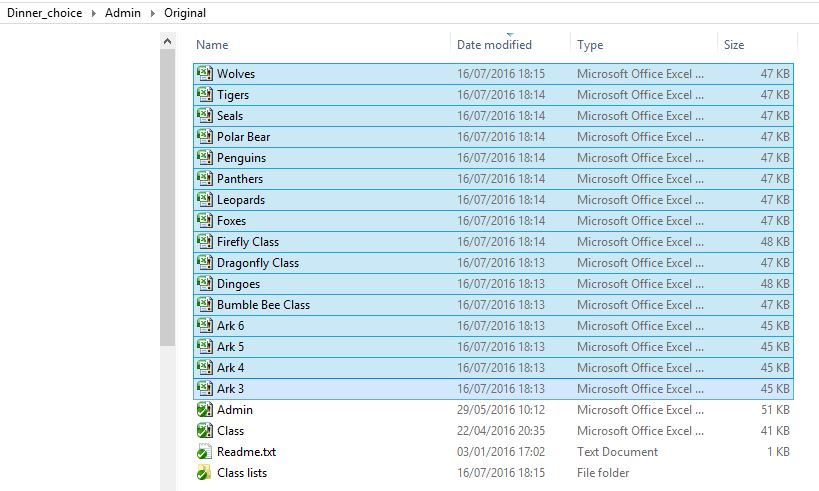 Dinner_choice Admin Original
Name Date modified Type Size
Wolves 16/07/2016 18:15 Microsoft Office Excel ... 47 KB
Tigers 16/07/2016 18:14 Microsoft Office Excel ... 47 KB
Seals 16/07/2016 18:14 Microsoft Office Excel ... 47 KB
Polar Bear 16/07/2016 18:14 Microsoft Office Excel ... 47 KB
Penguins 16/07/2016 18:14 Microsoft Office Excel ... 47 KB
Panthers 16/07/2016 18:14 Microsoft Office Excel ... 47 KB
Leopards 16/07/2016 18:14 Microsoft Office Excel ... 47 KB
Foxes 16/07/2016 18:14 Microsoft Office Excel ... 47 KB
Firefly Class 16/07/2016 18:14 Microsoft Office Excel ... 48 KB
Dragonfly Class 16/07/2016 18:13 Microsoft Office Excel ... 47 KB
Dingoes 16/07/2016 18:13 Microsoft Office Excel ... 48 KB
Bumble Bee Class 16/07/2016 18:13 Microsoft Office Excel ... 47 KB
Ark 6 16/07/2016 18:13 Microsoft Office Excel ... 45 KB
Ark 5 16/07/2016 18:13 Microsoft Office Excel ... 45 KB
Ark 4 16/07/2016 18:13 Microsoft Office Excel ... 45 KB
Ark 3 16/07/2016 18:13 Microsoft Office Excel ... 45 KB
Admin 29/05/2016 10:12 Microsoft Office Excel ... 51 KB
Class 22/04/2016 20:35 Microsoft Office Excel ... 41 KB
Readme.txt 03/01/2016 17:02 Text Document 1 KB
Class lists 16/07/2016 18:15 File folder